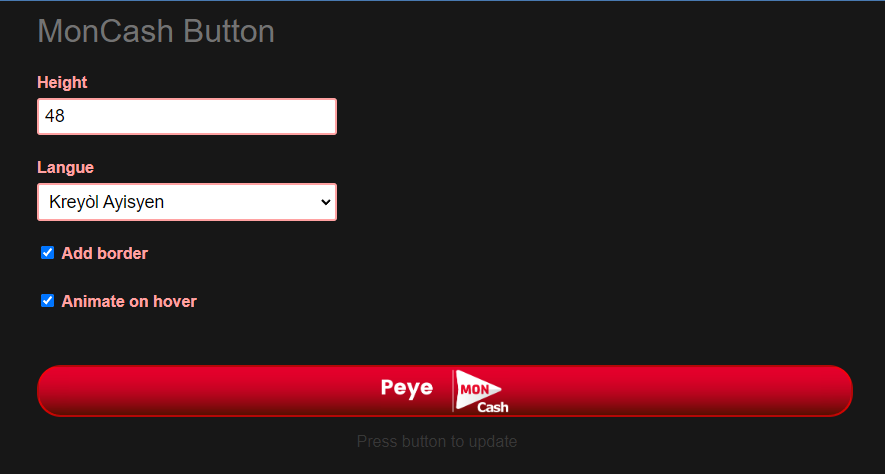 MonCash Button
Height
48
Langue
Kreyòl Ayisyen
Add border
Animate on hover
Peye MON Cash
Press button to update